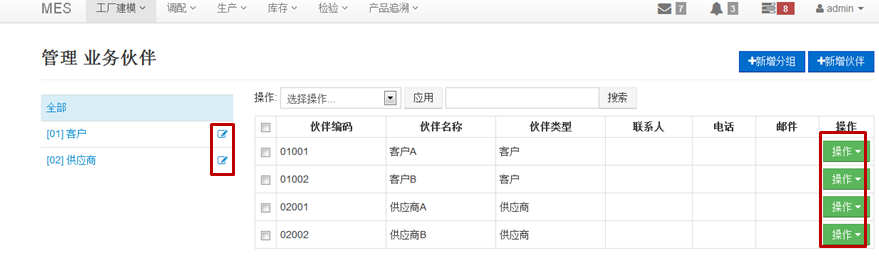 MES 工厂建模 调配 生产 库存 检验 产品追溯 7 3 8 admin
管理 业务伙伴
+新增分组 +新增伙伴
操作: 选择操作... 应用 搜索
全部
[01] 客户
[02] 供应商
伙伴编码 伙伴名称 伙伴类型 联系人 电话 邮件 操作
01001 客户A 客户 操作
01002 客户B 客户 操作
02001 供应商A 供应商 操作
02002 供应商B 供应商 操作